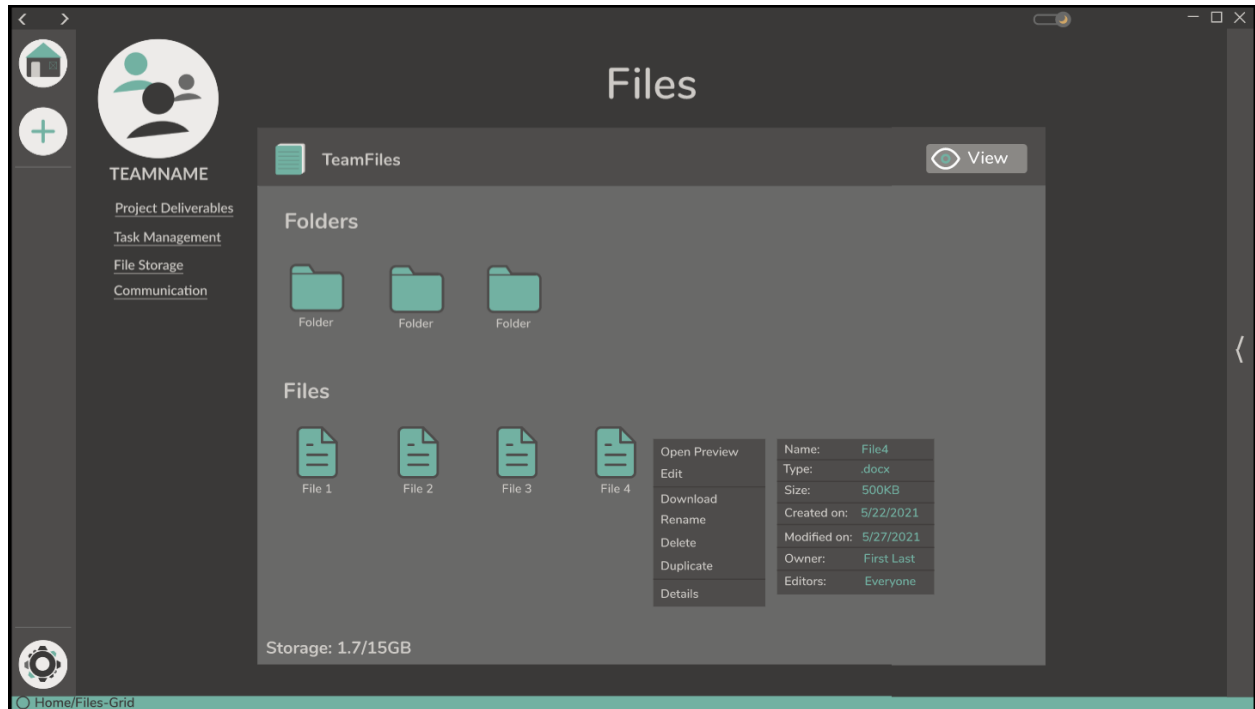 Files
TEAMNAME
Project Deliverables
Task Management
File Storage
Communication
TeamFiles
View
Folders
Folder
Folder
Folder
Files
File 1
File 2
File 3
File 4
Open Preview
Edit
Download
Rename
Delete
Duplicate
Details
Name: File4
Type: .docx
Size: 500KB
Created on: 5/22/2021
Modified on: 5/27/2021
Owner: First Last
Editors: Everyone
Storage: 1.7/15GB
Home/Files-Grid